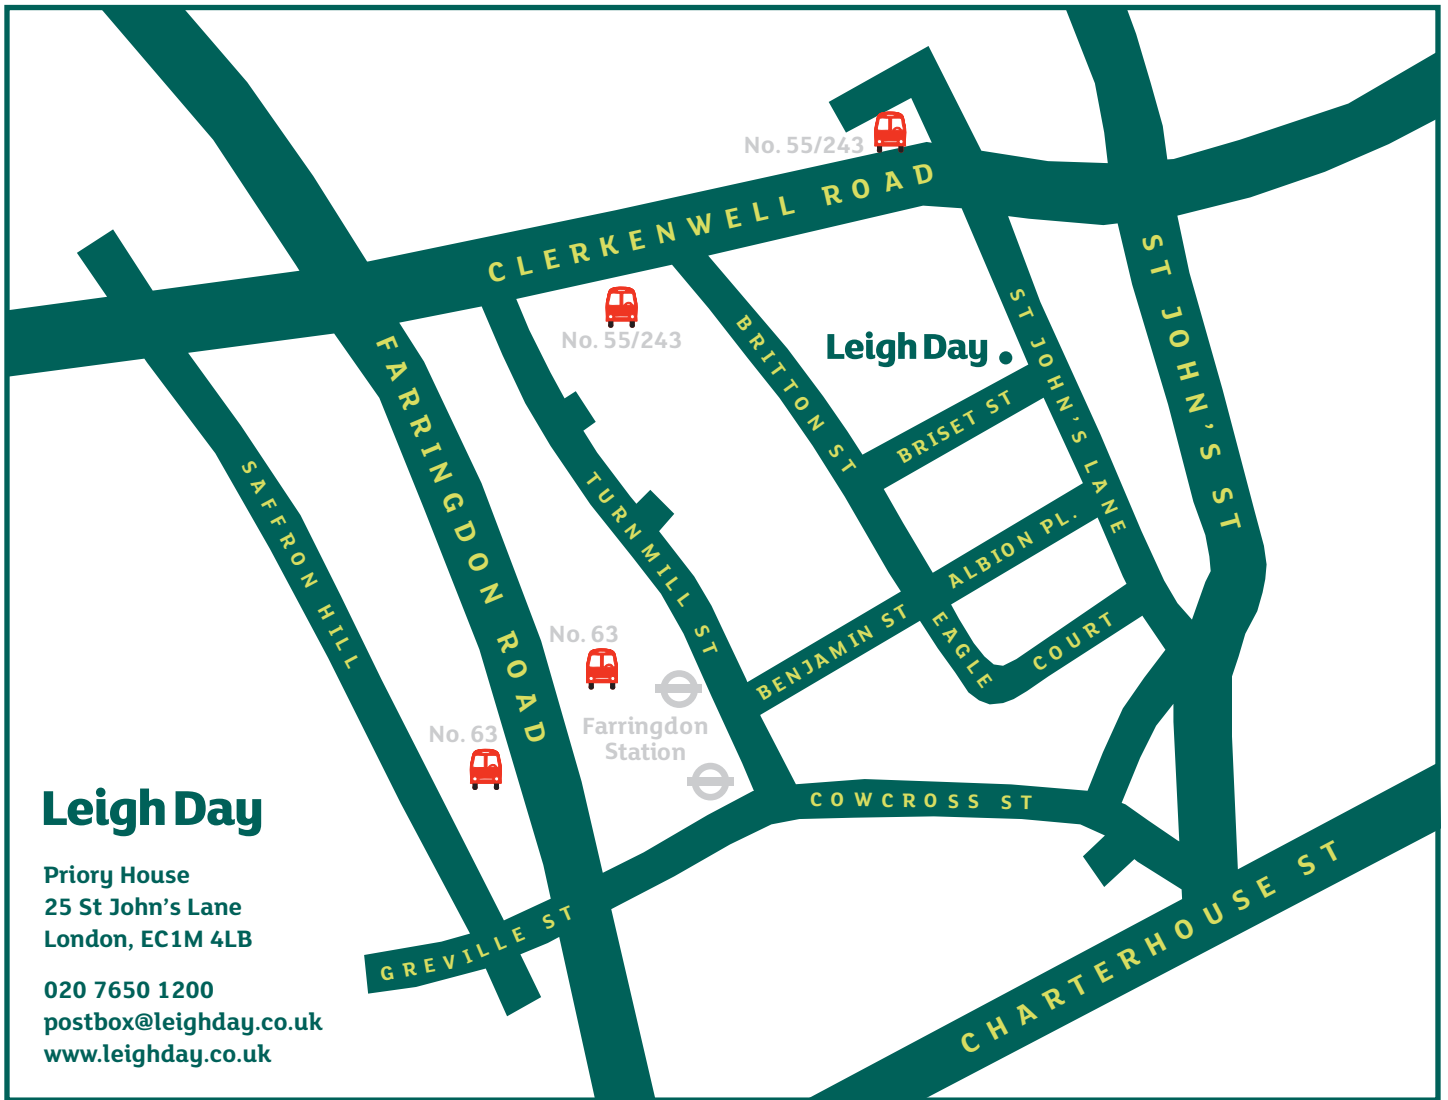 No. 55/243
CLERKENWELL ROAD
No. 55/243
ST JOHN'S ST
ST JOHN'S LANE
BRITTON ST
Leigh Day
BRISET ST
FARRINGDON ROAD
SAFFRON HILL
TURNMILL ST
ALBION PL.
BENJAMIN ST
EAGLE
COURT
No. 63
No. 63
Farringdon
Station
COWCROSS ST
GREVILLE ST
CHARTERHOUSE ST
Leigh Day
Priory House
25 St John's Lane
London, EC1M 4LB
020 7650 1200
postbox@leighday.co.uk
www.leighday.co.uk